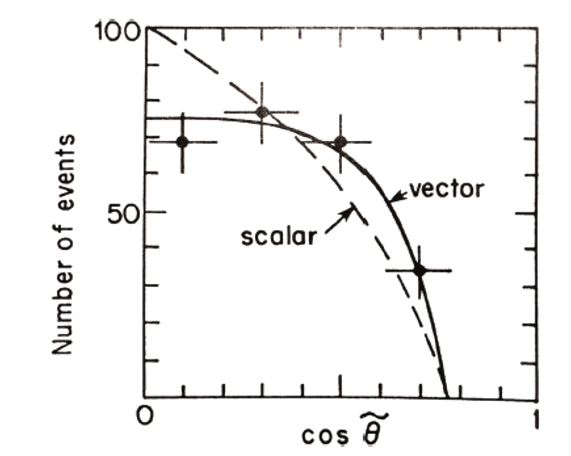 100
Number of events
50
vector
scalar
0
1
cos θ̃